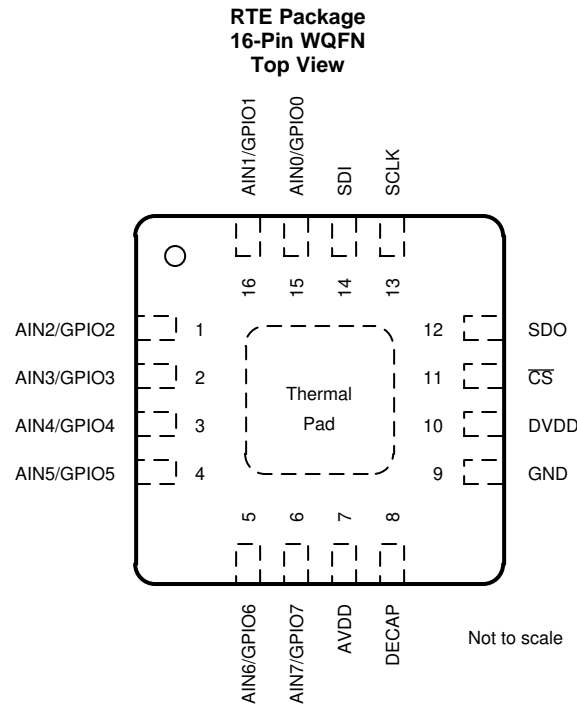 RTE Package
16-Pin WQFN
Top View
AIN1/GPIO1
AIN0/GPIO0
SDI
SCLK
16
15
14
13
AIN2/GPIO2
1
12
SDO
AIN3/GPIO3
2
11
CS
AIN4/GPIO4
3
10
DVDD
AIN5/GPIO5
4
9
GND
Thermal
Pad
5
6
7
8
AIN6/GPIO6
AIN7/GPIO7
AVDD
DECAP
Not to scale